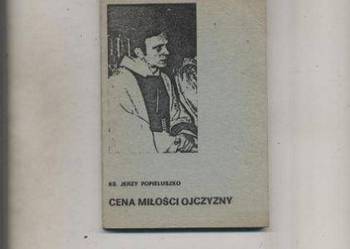 KS. JERZY POPIEŁUSZKO
CENA MIŁOŚCI OJCZYZNY